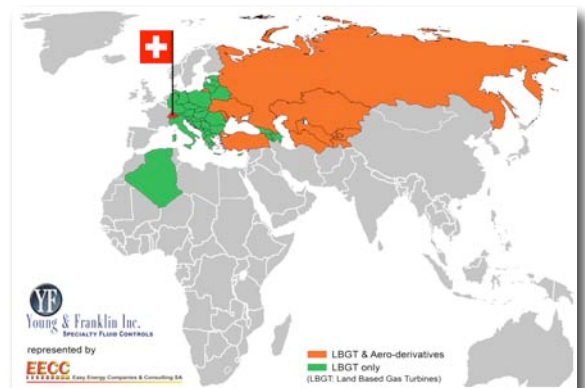 YF
Young & Franklin Inc.
SPECIALTY FLUID CONTROLS
represented by
EECC
Easy Energy Companies & Consulting SA
LBGT & Aero-derivatives
LBGT only
(LBGT: Land Based Gas Turbines)